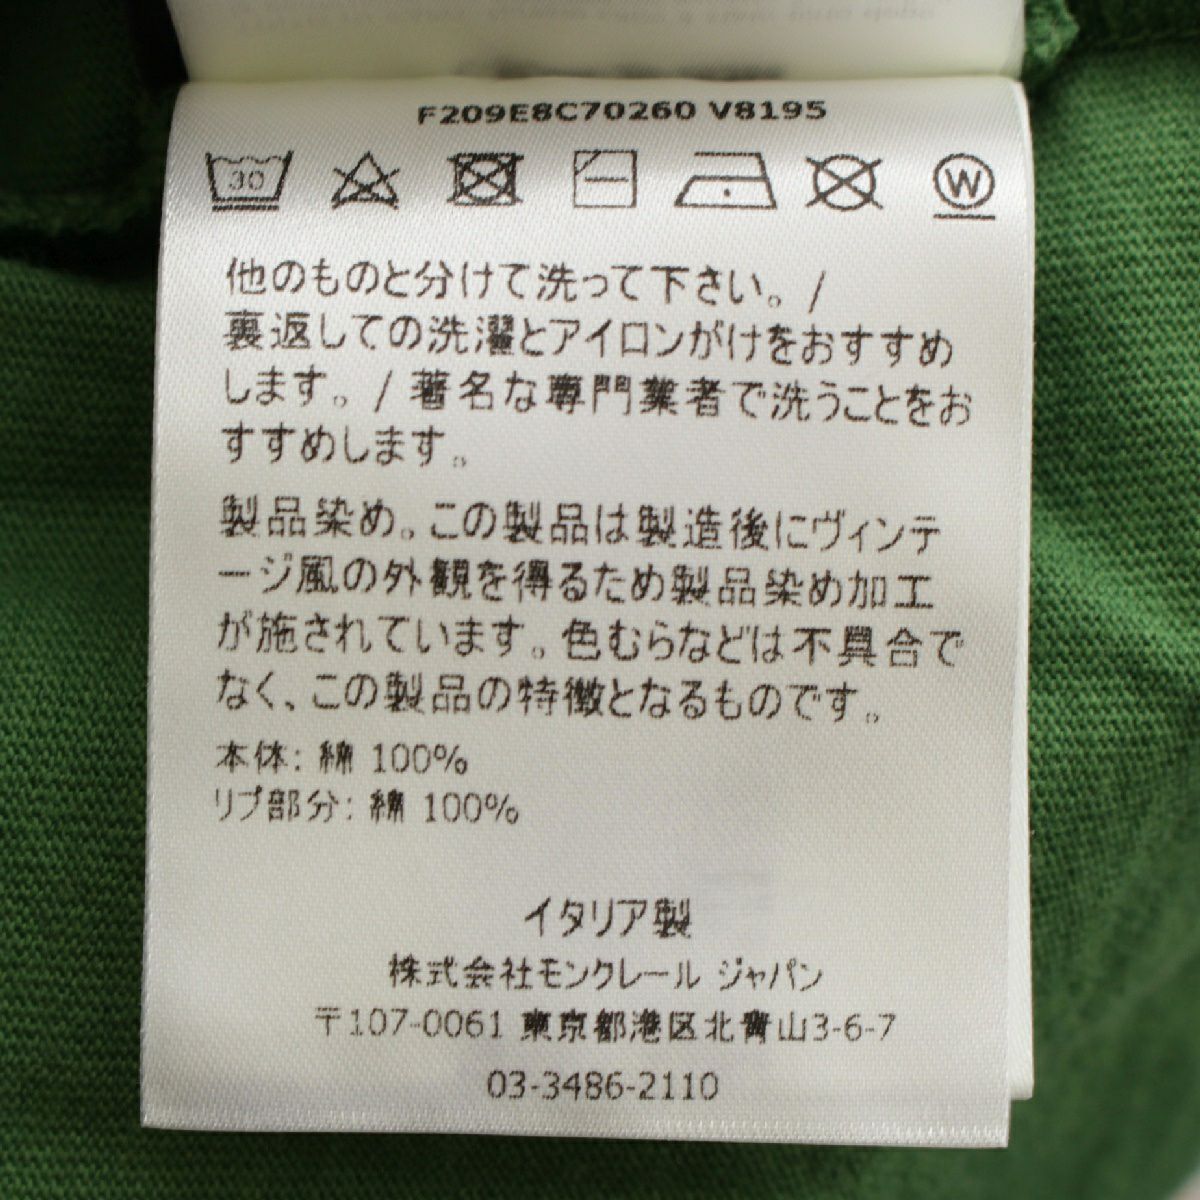 F209E8C70260 V8195
30
W
他のものと分けて洗って下さい。/
裏返しての洗濯とアイロンがけをおすすめ
します。/ 著名な専門業者で洗うことをお
すすめします。
製品染め。この製品は製造後にヴィンテ
ージ風の外観を得るため製品染め加工
が施されています。色むらなどは不具合で
なく、この製品の特徴となるものです。
本体: 綿 100%
リブ部分: 綿 100%
イタリア製
株式会社モンクレール ジャパン
〒107-0061 東京都港区北青山3-6-7
03-3486-2110